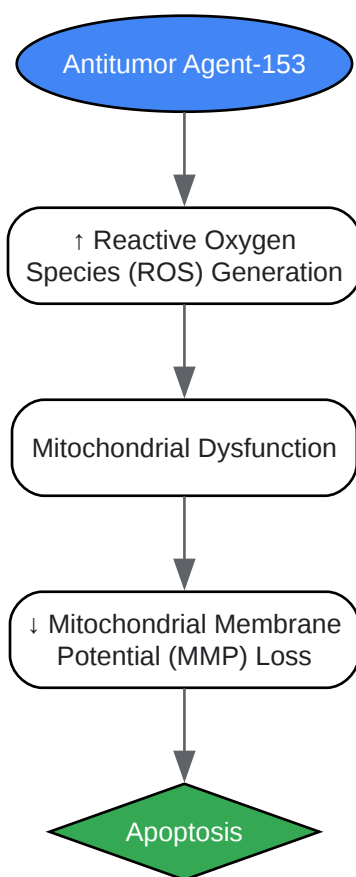 Antitumor Agent-153
↑ Reactive Oxygen
Species (ROS) Generation
Mitochondrial Dysfunction
↓ Mitochondrial Membrane
Potential (MMP) Loss
Apoptosis